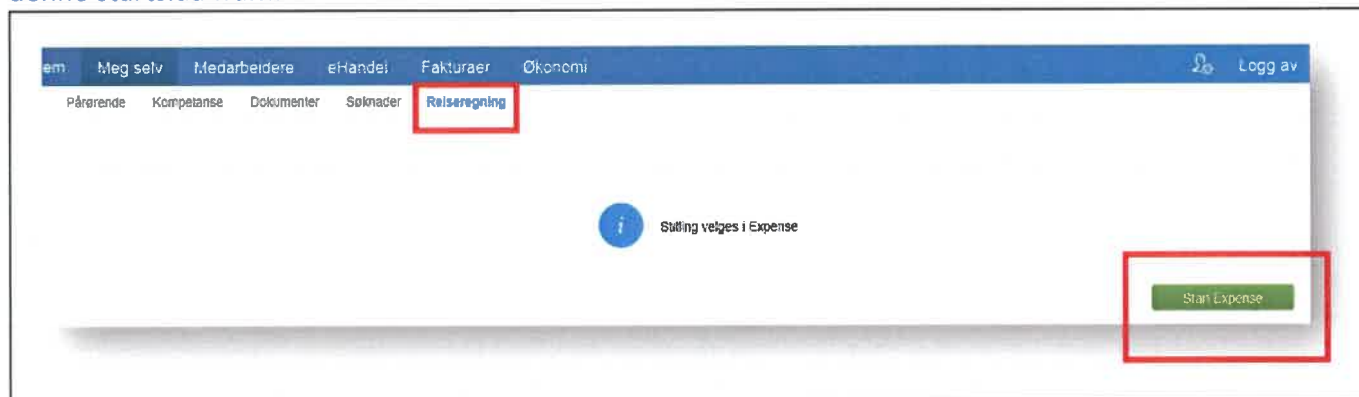 em Meg selv Medarbeidere eHandel Fakturaer Økonomi Logg av
Pårørende Kompetanse Dokumenter Søknader Reiseregning
i Stilling velges i Expense
Start Expense